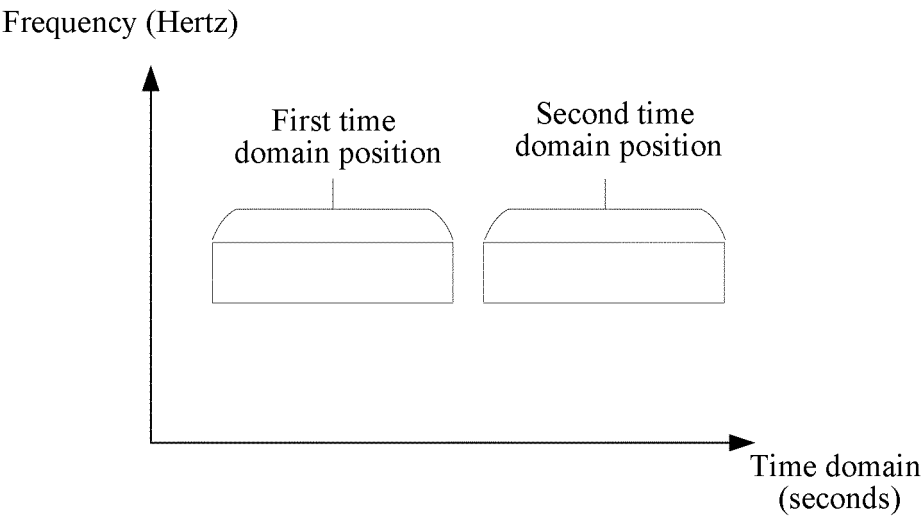 Frequency (Hertz)
First time
domain position
Second time
domain position
Time domain
(seconds)